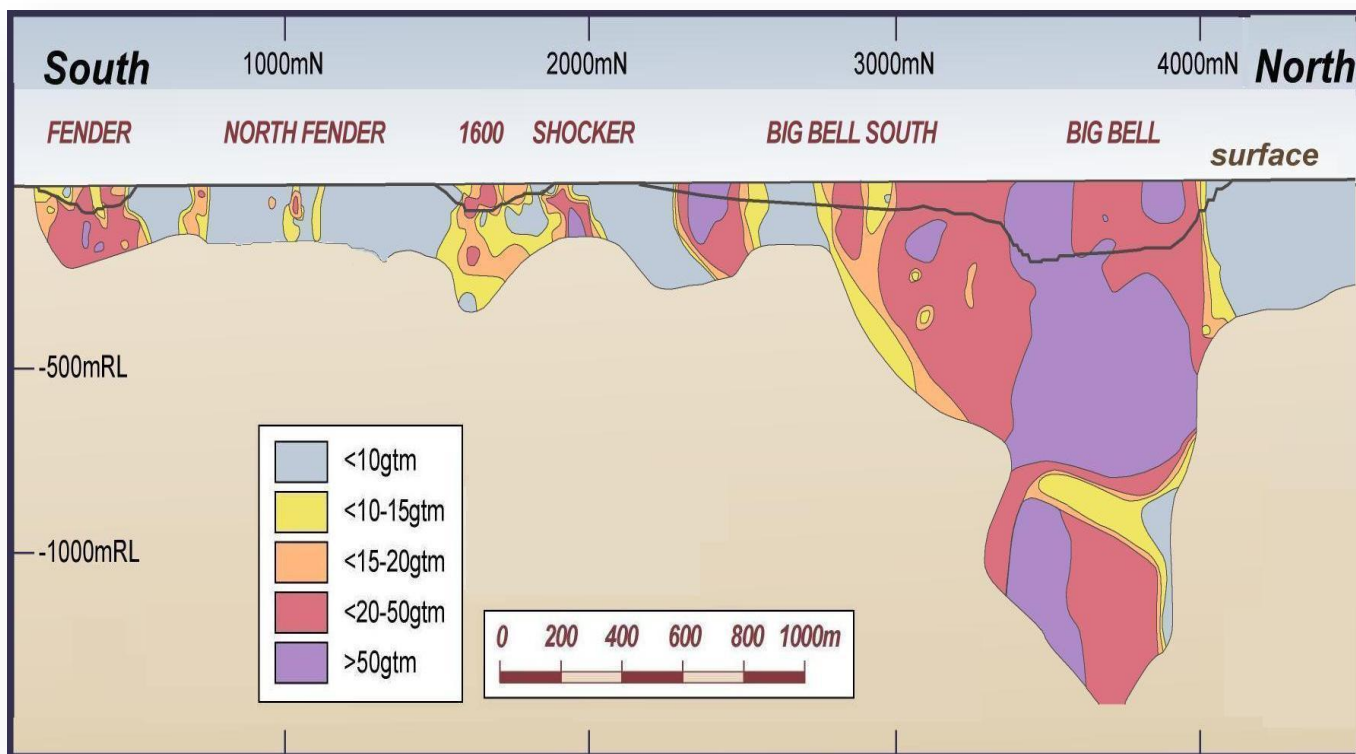 South
1000mN
2000mN
3000mN
4000mN
North
FENDER
NORTH FENDER
1600
SHOCKER
BIG BELL SOUTH
BIG BELL
surface
-500mRL
-1000mRL
<10gtm
<10-15gtm
<15-20gtm
<20-50gtm
>50gtm
0 200 400 600 800 1000m